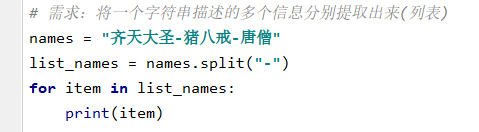 # 需求：将一个字符串描述的多个信息分别提取出来(列表)
names = "齐天大圣-猪八戒-唐僧"
list_names = names.split("-")
for item in list_names:
    print(item)